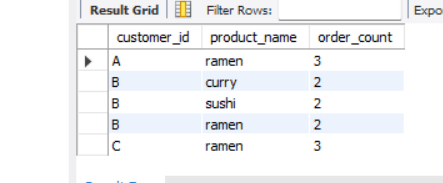 Result Grid Filter Rows: Expo
customer_id product_name order_count
A ramen 3
B curry 2
B sushi 2
B ramen 2
C ramen 3